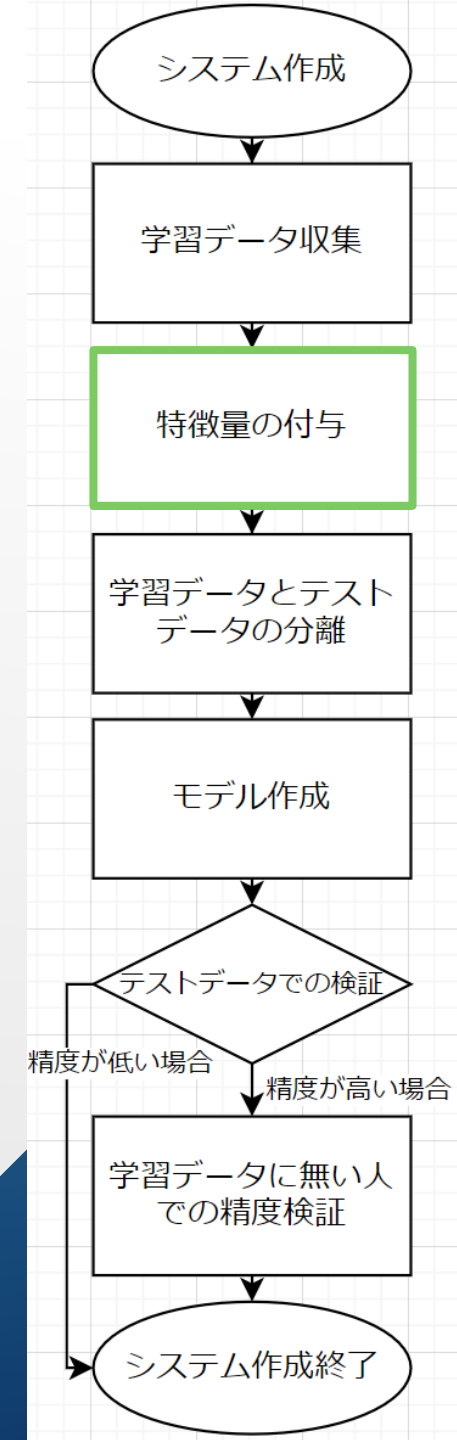 システム作成
学習データ収集
特徴量の付与
学習データとテスト
データの分離
モデル作成
テストデータでの検証
精度が低い場合
精度が高い場合
学習データに無い人
での精度検証
システム作成終了